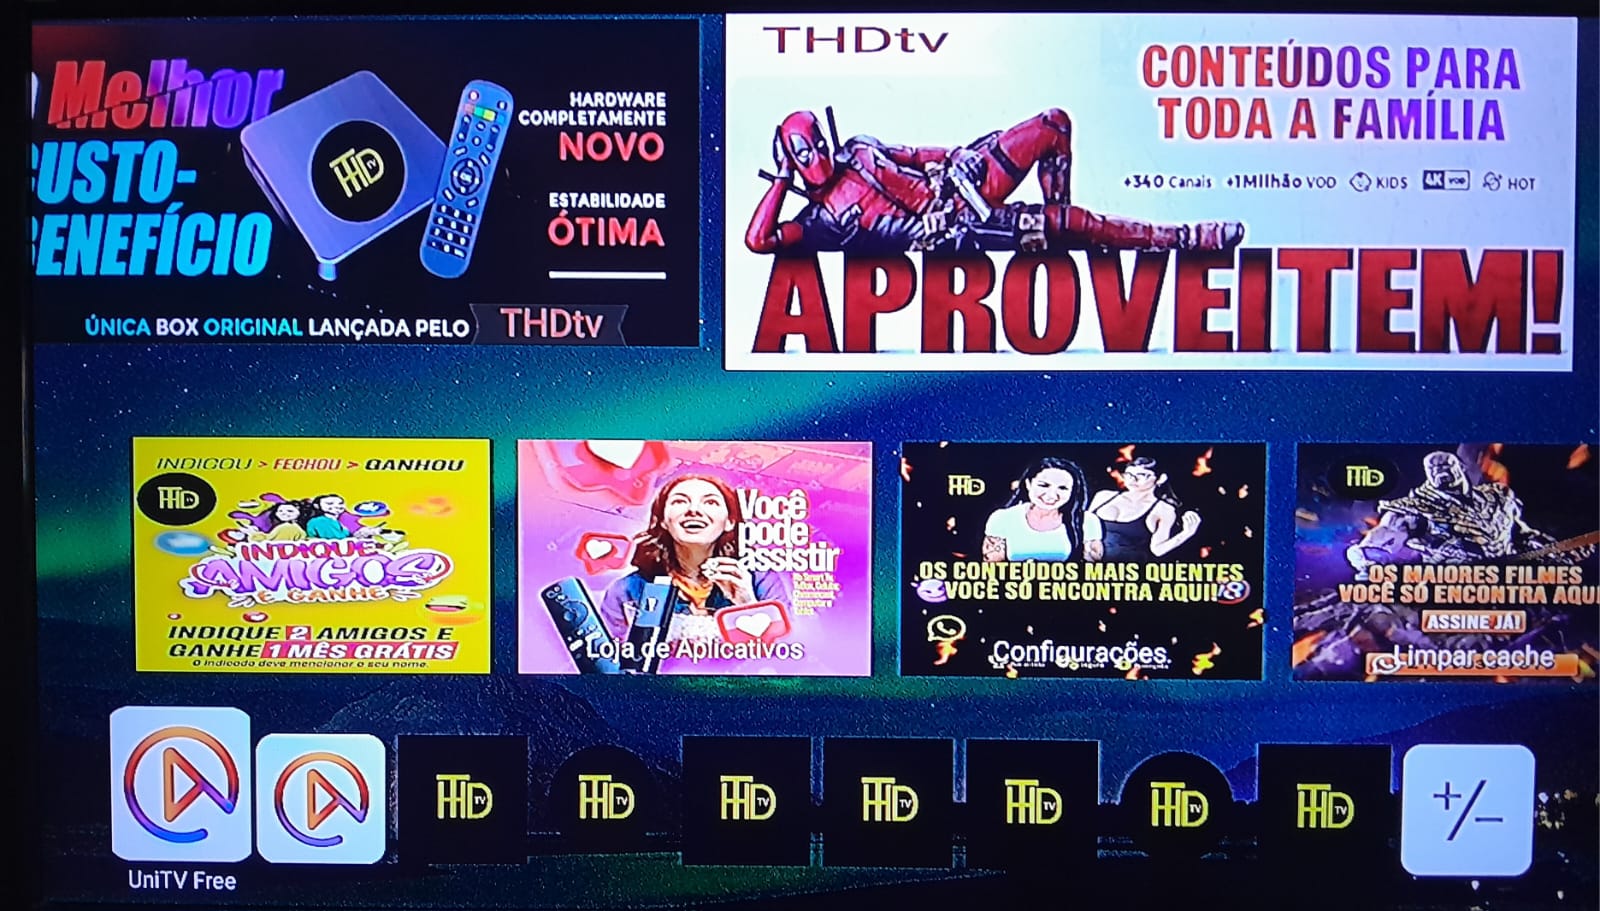 Melhor
CUSTO-
BENEFÍCIO
HARDWARE
COMPLETAMENTE
NOVO
ESTABILIDADE
ÓTIMA
ÚNICA BOX ORIGINAL LANÇADA PELO THDtv
THDtv
CONTEÚDOS PARA
TODA A FAMÍLIA
+340 Canais +1Milhão VOD KIDS 4K VOD HOT
APROVEITEM!
INDICOU > FECHOU > GANHOU
THD
INDIQUE
AMIGOS
E GANHE
INDIQUE 2 AMIGOS E
GANHE 1 MÊS GRÁTIS
O indicado deve mencionar o seu nome.
Você
pode
assistir
Loja de Aplicativos
THD
OS CONTEÚDOS MAIS QUENTES
VOCÊ SÓ ENCONTRA AQUI!
Configurações
THD
OS MAIORES FILMES
VOCÊ SÓ ENCONTRA AQUI
ASSINE JÁ!
Limpar cache
THD TV
THD TV
THD TV
THD TV
THD TV
THD TV
THD TV
+/-
UniTV Free